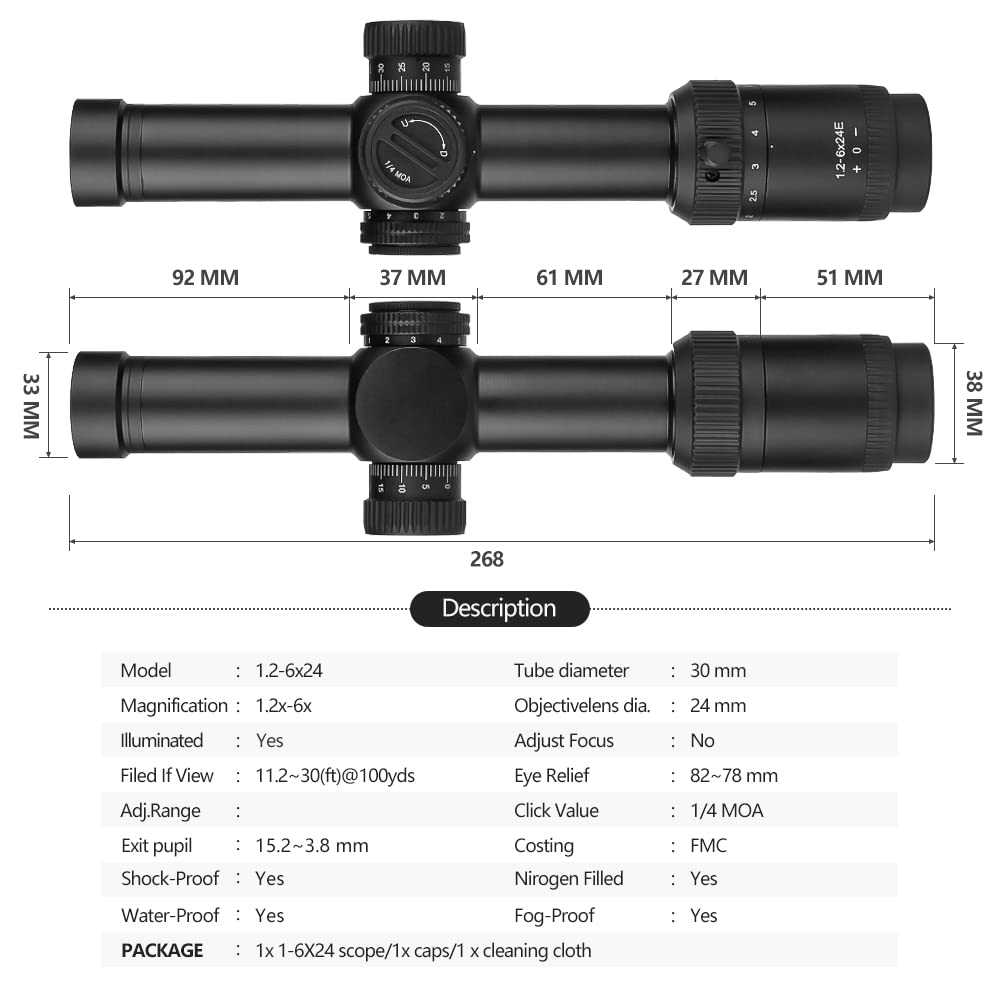 30 25 20 15
U D
1/4 MOA
5 4 3 2
5 4 3 2.5 2
1.2-6x24E
+ 0 −
92 MM 37 MM 61 MM 27 MM 51 MM
1 2 3 4 5
33 MM
38 MM
15 10 5 0
268
Description
Model : 1.2-6x24 Tube diameter : 30 mm
Magnification : 1.2x-6x Objectivelens dia. : 24 mm
Illuminated : Yes Adjust Focus : No
Filed If View : 11.2~30(ft)@100yds Eye Relief : 82~78 mm
Adj.Range : Click Value : 1/4 MOA
Exit pupil : 15.2~3.8 mm Costing : FMC
Shock-Proof : Yes Nirogen Filled : Yes
Water-Proof : Yes Fog-Proof : Yes
PACKAGE : 1x 1-6X24 scope/1x caps/1 x cleaning cloth